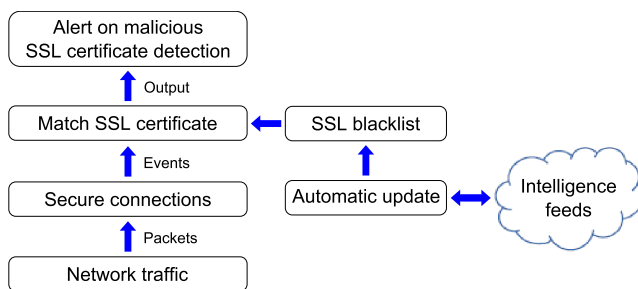 Alert on malicious
SSL certificate detection
Output
Match SSL certificate
SSL blacklist
Events
Secure connections
Automatic update
Intelligence
feeds
Packets
Network traffic